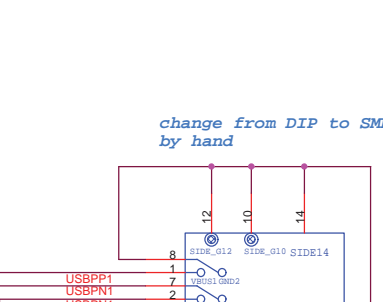 change from DIP to SM
by hand
12
10
14
SIDE_G12
SIDE_G10
SIDE14
8
1
VBUS1
GND2
USBPP1
7
USBPN1
2